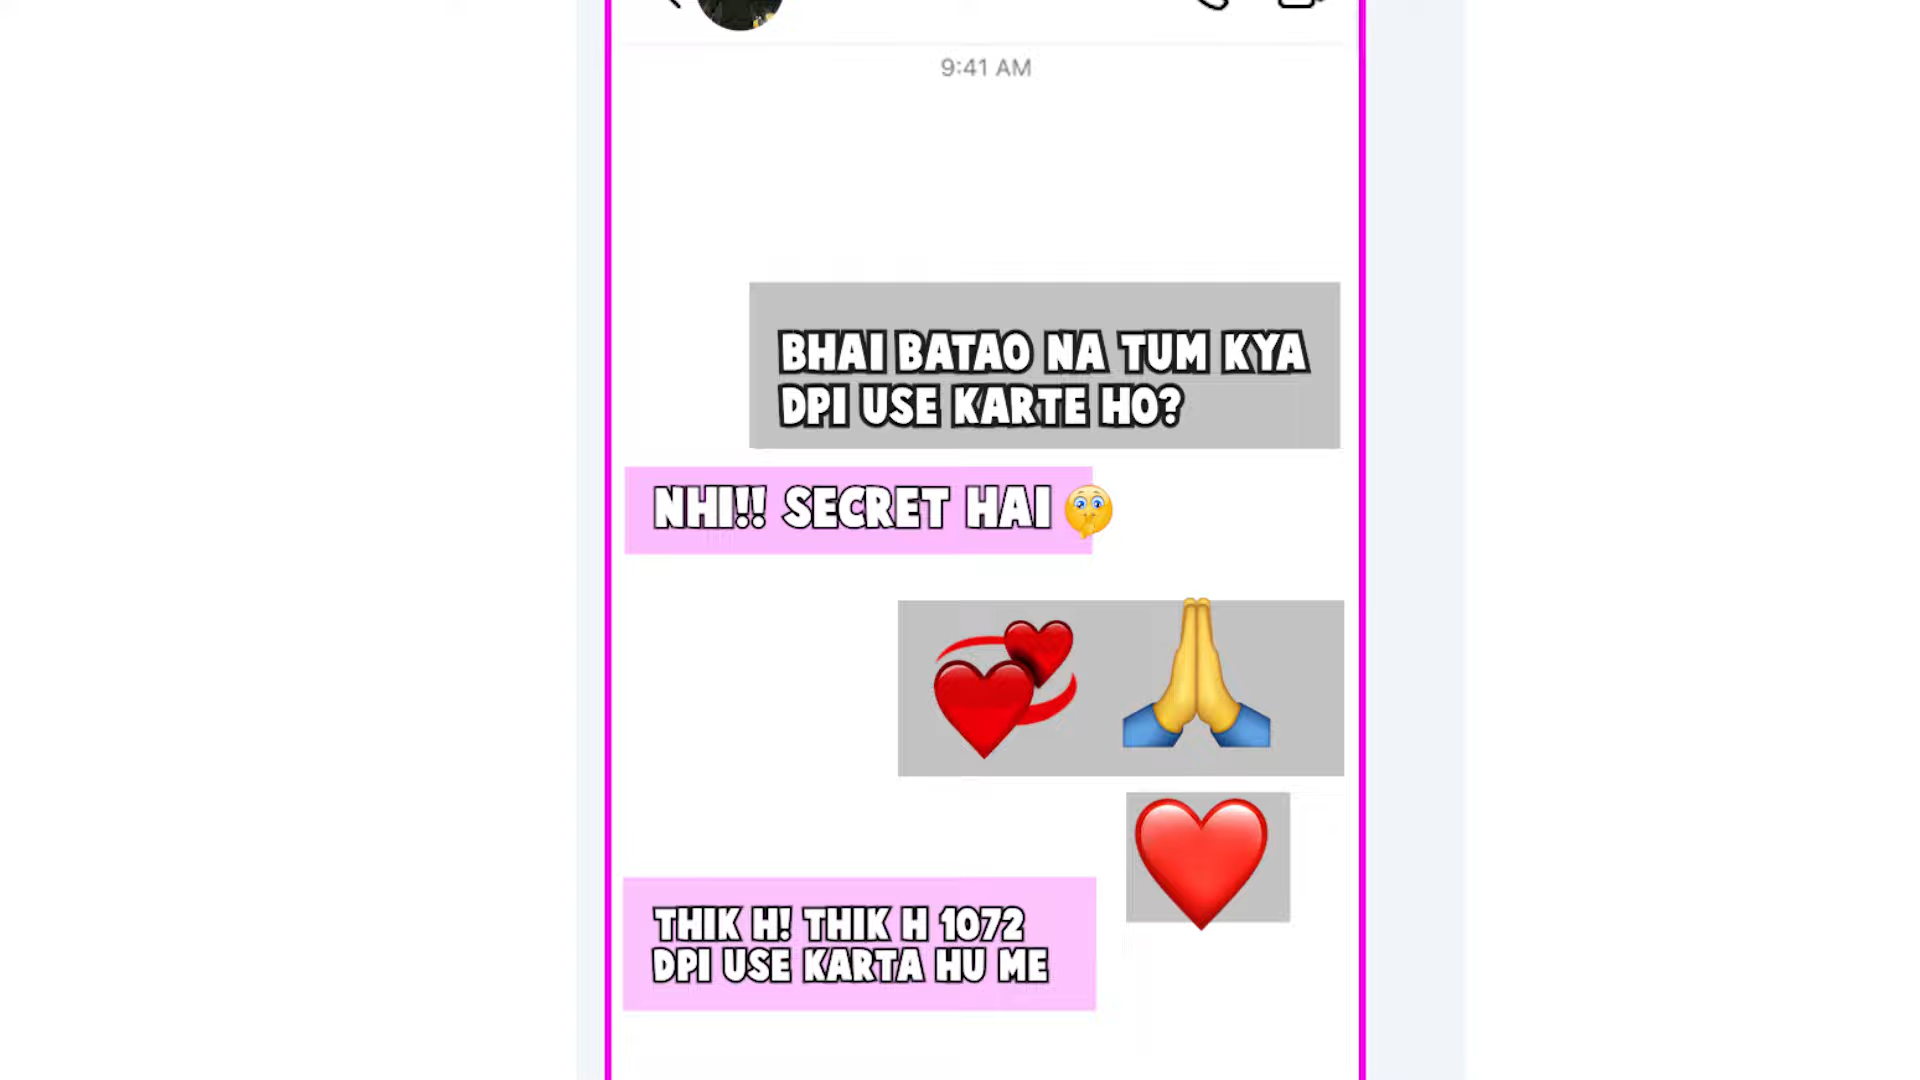 9:41 AM
BHAI BATAO NA TUM KYA
DPI USE KARTE HO?
NHI!! SECRET HAI 🤫
THIK H! THIK H 1072
DPI USE KARTA HU ME